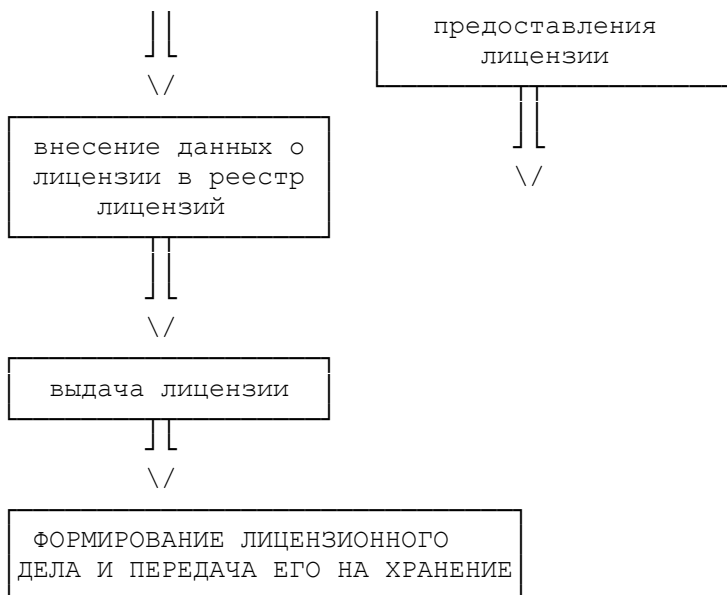 предоставления
лицензии
внесение данных о
лицензии в реестр
лицензий
выдача лицензии
ФОРМИРОВАНИЕ ЛИЦЕНЗИОННОГО
ДЕЛА И ПЕРЕДАЧА ЕГО НА ХРАНЕНИЕ